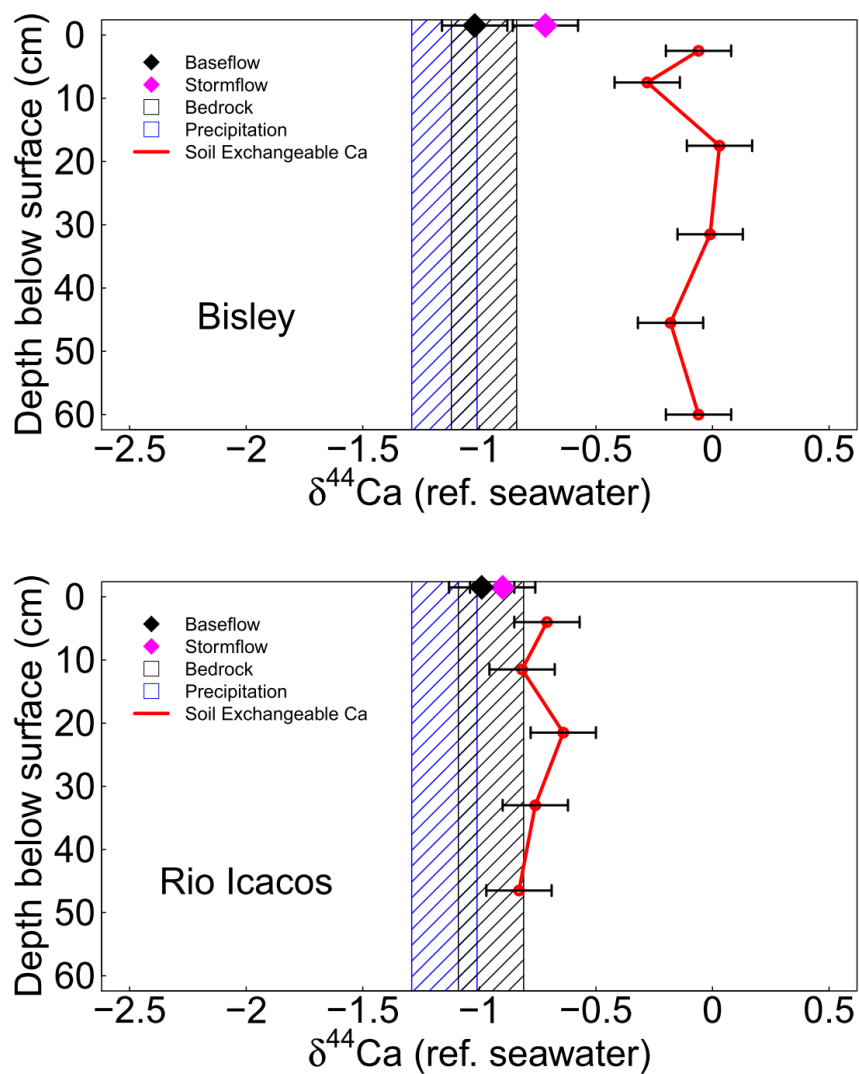 0
10
20
30
40
50
60
Depth below surface (cm)
Baseflow
Stormflow
Bedrock
Precipitation
Soil Exchangeable Ca
Bisley
−2.5 −2 −1.5 −1 −0.5 0 0.5
δ⁴⁴Ca (ref. seawater)
0
10
20
30
40
50
60
Depth below surface (cm)
Baseflow
Stormflow
Bedrock
Precipitation
Soil Exchangeable Ca
Rio Icacos
−2.5 −2 −1.5 −1 −0.5 0 0.5
δ⁴⁴Ca (ref. seawater)